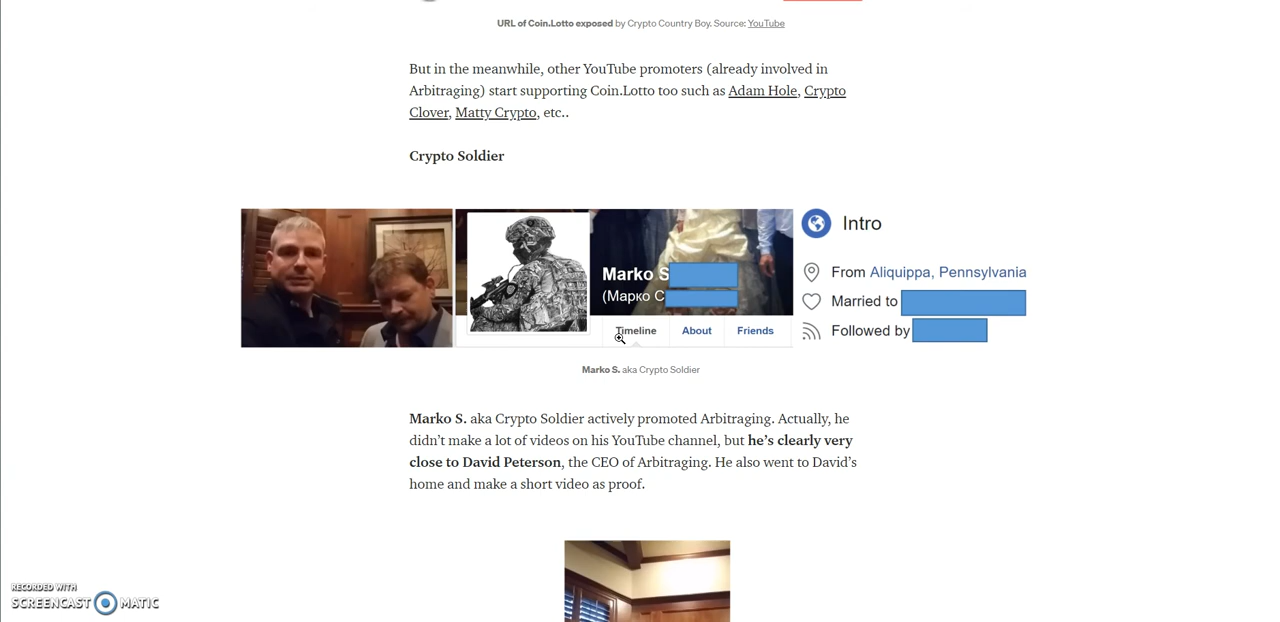 URL of Coin.Lotto exposed by Crypto Country Boy. Source: YouTube
But in the meanwhile, other YouTube promoters (already involved in
Arbitraging) start supporting Coin.Lotto too such as Adam Hole, Crypto
Clover, Matty Crypto, etc..
Crypto Soldier
Marko S
(Марко С
Timeline
About
Friends
Intro
From Aliquippa, Pennsylvania
Married to
Followed by
Marko S. aka Crypto Soldier
Marko S. aka Crypto Soldier actively promoted Arbitraging. Actually, he
didn’t make a lot of videos on his YouTube channel, but he’s clearly very
close to David Peterson, the CEO of Arbitraging. He also went to David’s
home and make a short video as proof.
RECORDED WITH
SCREENCAST MATIC